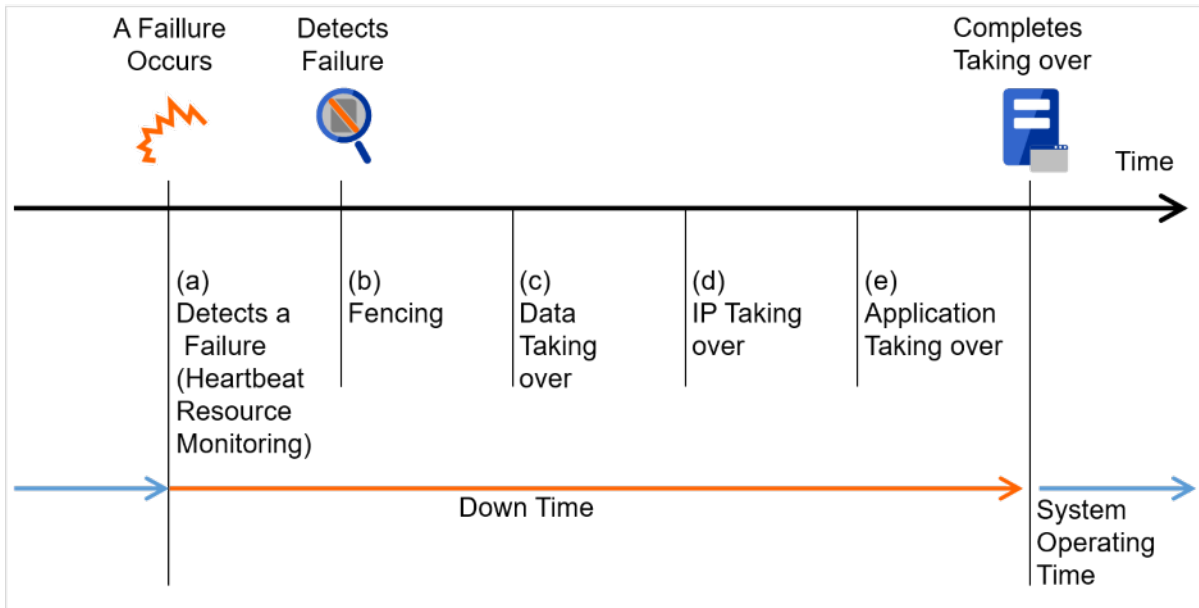 A Faillure
Occurs
Detects
Failure
Completes
Taking over
Time
(a)
Detects a
Failure
(Heartbeat
Resource
Monitoring)
(b)
Fencing
(c)
Data
Taking
over
(d)
IP Taking
over
(e)
Application
Taking over
Down Time
System
Operating
Time